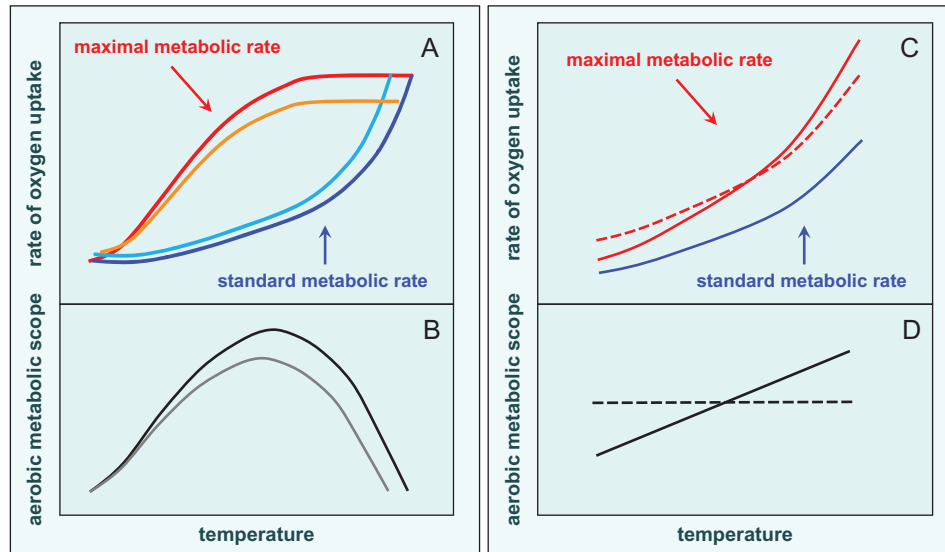 A
maximal metabolic rate
rate of oxygen uptake
standard metabolic rate
B
aerobic metabolic scope
temperature
C
maximal metabolic rate
rate of oxygen uptake
standard metabolic rate
D
aerobic metabolic scope
temperature